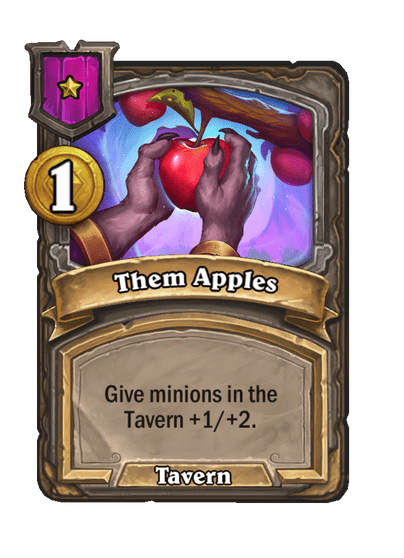 1
Them Apples
Give minions in the
Tavern +1/+2.
Tavern